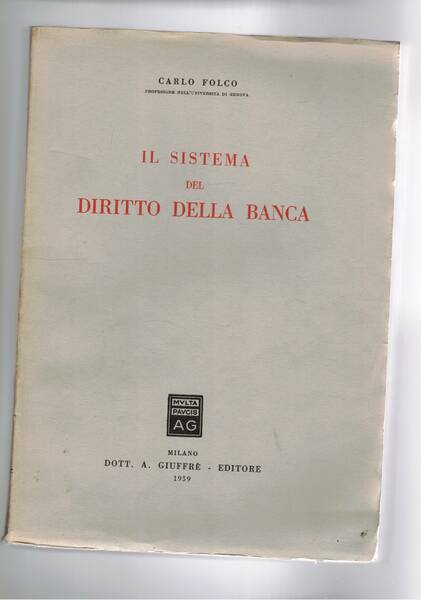 CARLO FOLCO
PROFESSORE NELL'UNIVERSITÀ DI GENOVA
IL SISTEMA
DEL
DIRITTO DELLA BANCA
MVLTA
PAVCIS
AG
MILANO
DOTT. A. GIUFFRÈ - EDITORE
1959